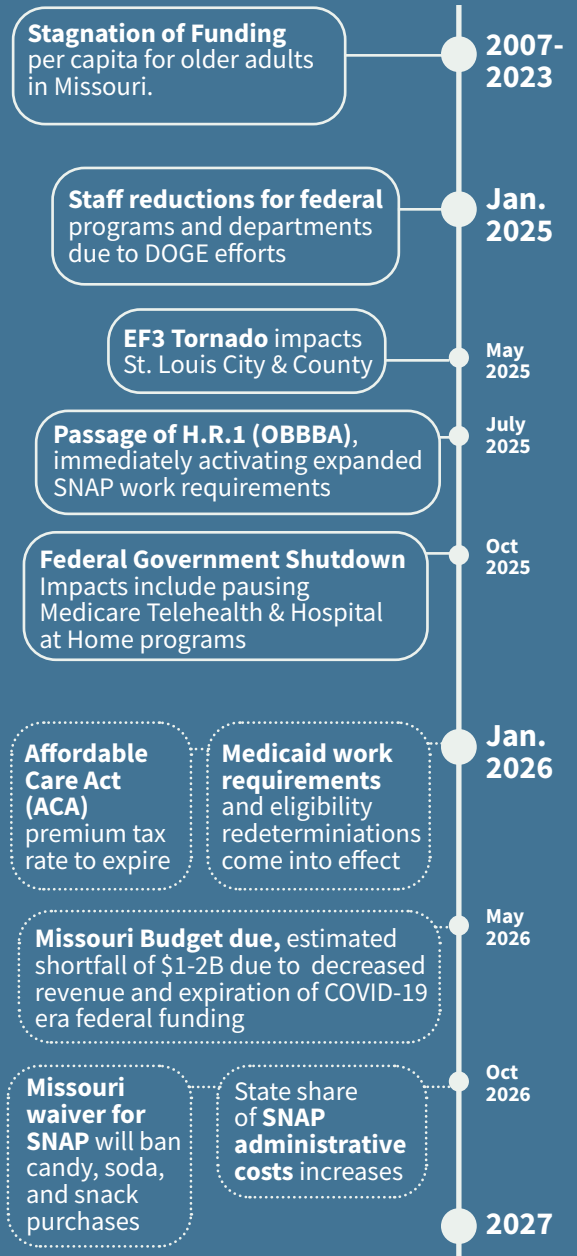 Stagnation of Funding
per capita for older adults
in Missouri.
2007-
2023
Staff reductions for federal
programs and departments
due to DOGE efforts
Jan.
2025
EF3 Tornado impacts
St. Louis City & County
May
2025
Passage of H.R.1 (OBBBA),
immediately activating expanded
SNAP work requirements
July
2025
Federal Government Shutdown
Impacts include pausing
Medicare Telehealth & Hospital
at Home programs
Oct
2025
Affordable
Care Act
(ACA)
premium tax
rate to expire
Medicaid work
requirements
and eligibility
redeterminiations
come into effect
Jan.
2026
Missouri Budget due, estimated
shortfall of $1-2B due to decreased
revenue and expiration of COVID-19
era federal funding
May
2026
Missouri
waiver for
SNAP will ban
candy, soda,
and snack
purchases
State share
of SNAP
administrative
costs increases
Oct
2026
2027